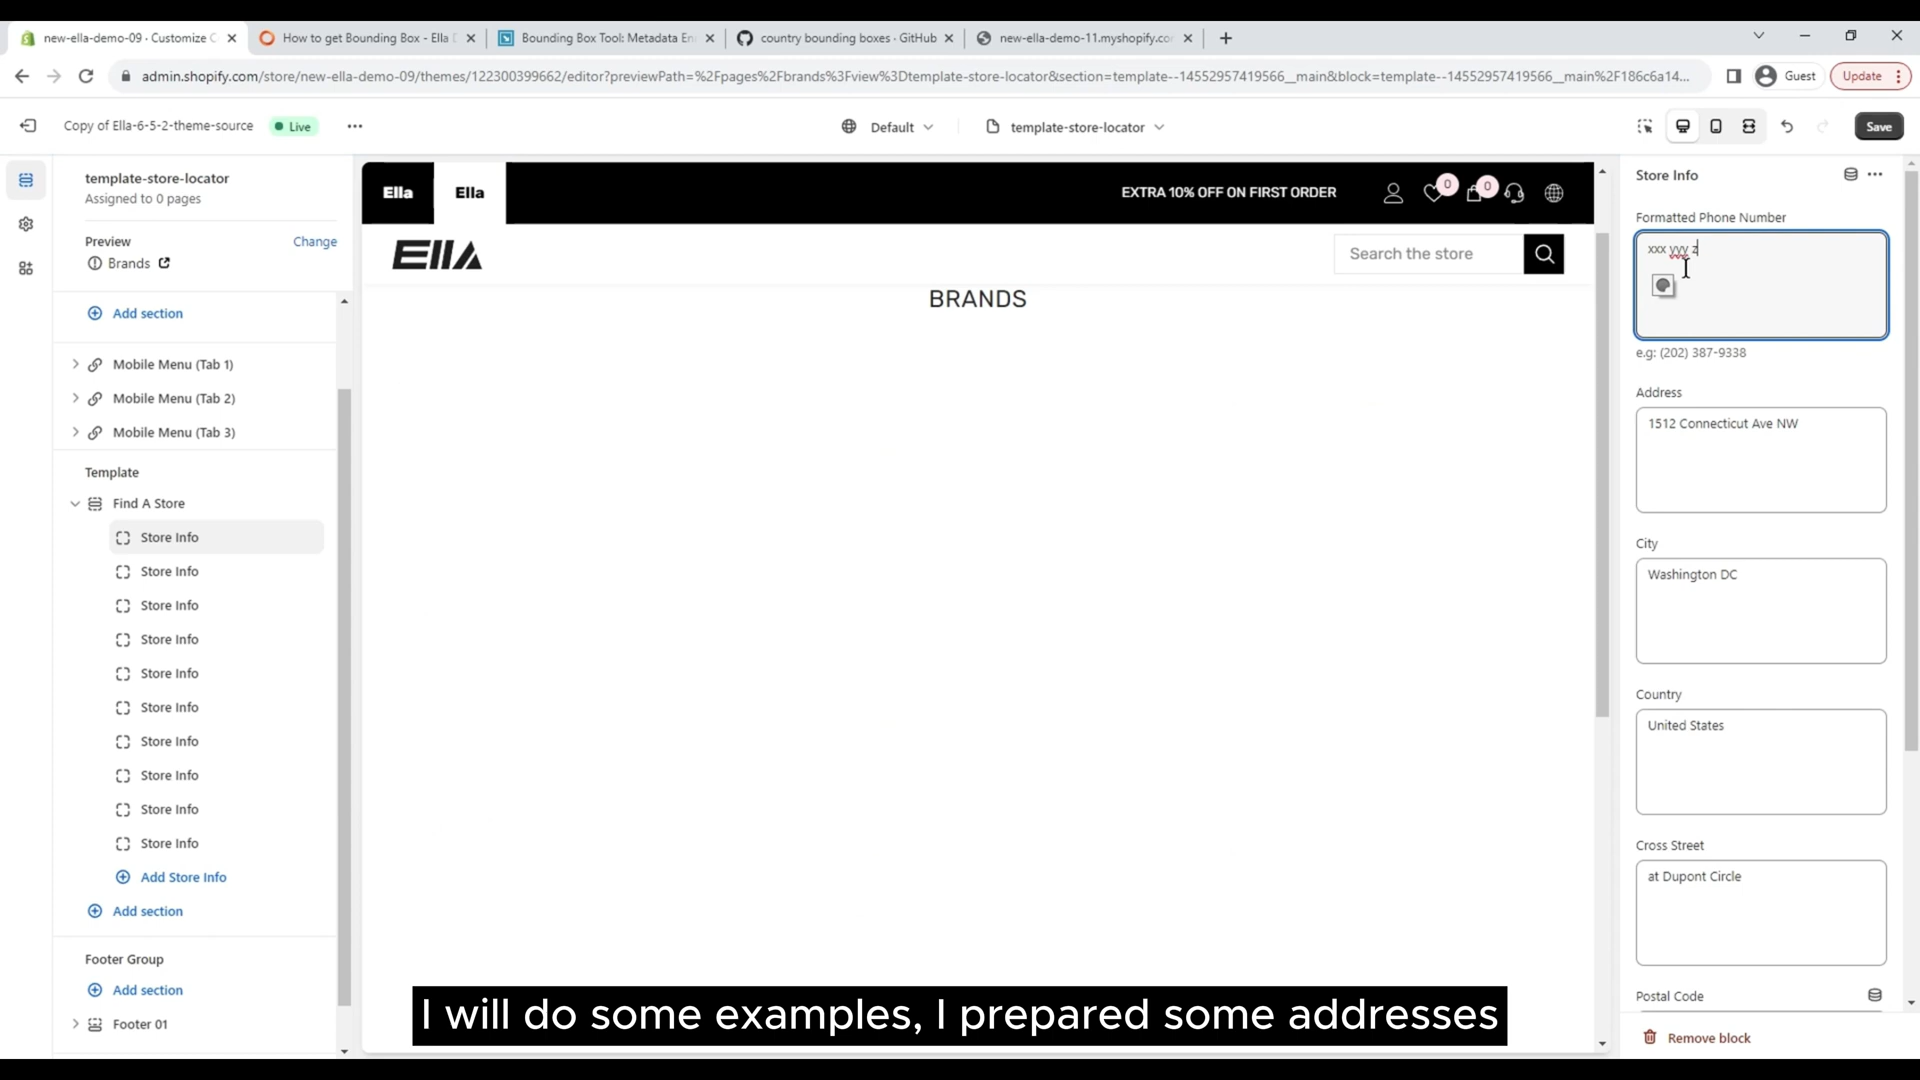 new-ella-demo-09 · Customize C
How to get Bounding Box - Ella D
Bounding Box Tool: Metadata En
country bounding boxes · GitHub
new-ella-demo-11.myshopify.co
admin.shopify.com/store/new-ella-demo-09/themes/122300399662/editor?previewPath=%2Fpages%2Fbrands%3Fview%3Dtemplate-store-locator&section=template--14552957419566__main&block=template--14552957419566__main%2F186c6a14...
Guest
Update
Copy of Ella-6-5-2-theme-source
Live
Default
template-store-locator
Save
template-store-locator
Assigned to 0 pages
Preview
Change
Brands
Add section
Mobile Menu (Tab 1)
Mobile Menu (Tab 2)
Mobile Menu (Tab 3)
Template
Find A Store
Store Info
Store Info
Store Info
Store Info
Store Info
Store Info
Store Info
Store Info
Store Info
Store Info
Add Store Info
Add section
Footer Group
Add section
Footer 01
Ella
Ella
EXTRA 10% OFF ON FIRST ORDER
0
0
ELLA
Search the store
BRANDS
Store Info
Formatted Phone Number
xxx yyy z
e.g: (202) 387-9338
Address
1512 Connecticut Ave NW
City
Washington DC
Country
United States
Cross Street
at Dupont Circle
Postal Code
Remove block
I will do some examples, I prepared some addresses